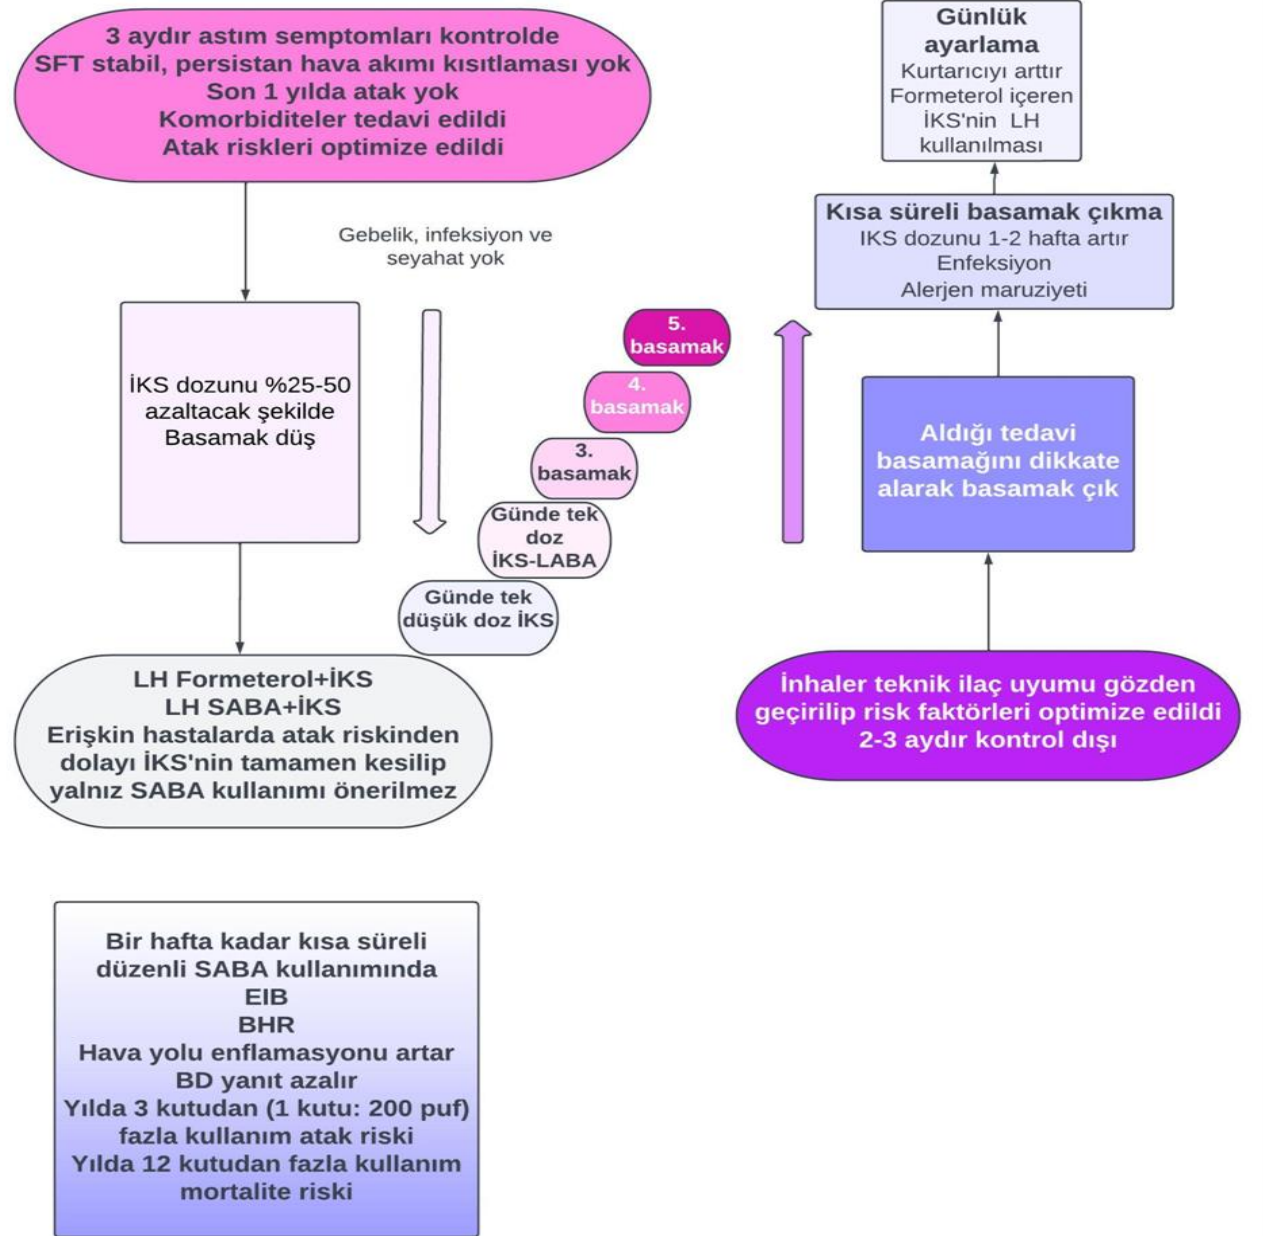 3 aydır astım semptomları kontrolde
SFT stabil, persistan hava akımı kısıtlaması yok
Son 1 yılda atak yok
Komorbiditeler tedavi edildi
Atak riskleri optimize edildi
Gebelik, infeksiyon ve
seyahat yok
İKS dozunu %25-50
azaltacak şekilde
Basamak düş
LH Formeterol+İKS
LH SABA+İKS
Erişkin hastalarda atak riskinden
dolayı İKS'nin tamamen kesilip
yalnız SABA kullanımı önerilmez
5.
basamak
4.
basamak
3.
basamak
Günde tek
doz
İKS-LABA
Günde tek
düşük doz İKS
Günlük
ayarlama
Kurtarıcıyı arttır
Formeterol içeren
İKS'nin LH
kullanılması
Kısa süreli basamak çıkma
IKS dozunu 1-2 hafta artır
Enfeksiyon
Alerjen maruziyeti
Aldığı tedavi
basamağını dikkate
alarak basamak çık
İnhaler teknik ilaç uyumu gözden
geçirilip risk faktörleri optimize edildi
2-3 aydır kontrol dışı
Bir hafta kadar kısa süreli
düzenli SABA kullanımında
EIB
BHR
Hava yolu enflamasyonu artar
BD yanıt azalır
Yılda 3 kutudan (1 kutu: 200 puf)
fazla kullanım atak riski
Yılda 12 kutudan fazla kullanım
mortalite riski